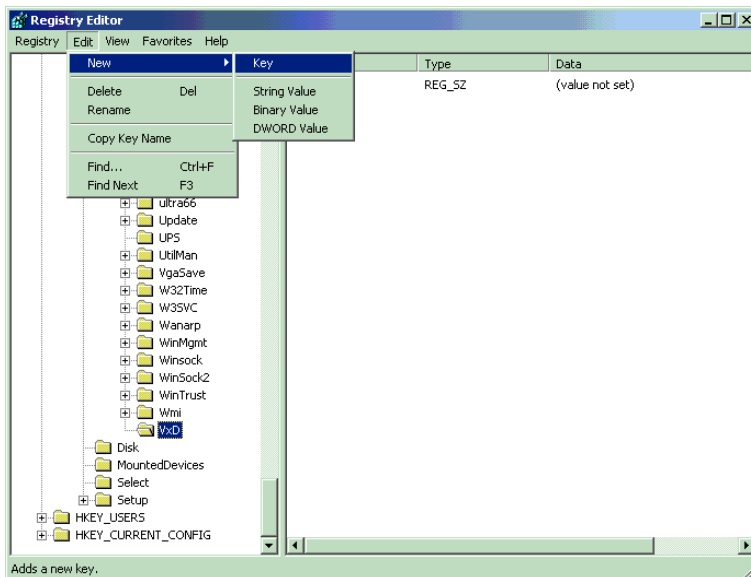 Registry Editor
Registry Edit View Favorites Help
New
Delete Del
Rename
Copy Key Name
Find... Ctrl+F
Find Next F3
Key
String Value
Binary Value
DWORD Value
Type Data
REG_SZ (value not set)
ultra66
Update
UPS
UtilMan
VgaSave
W32Time
W3SVC
Wanarp
WinMgmt
Winsock
WinSock2
WinTrust
Wmi
VxD
Disk
MountedDevices
Select
Setup
HKEY_USERS
HKEY_CURRENT_CONFIG
Adds a new key.